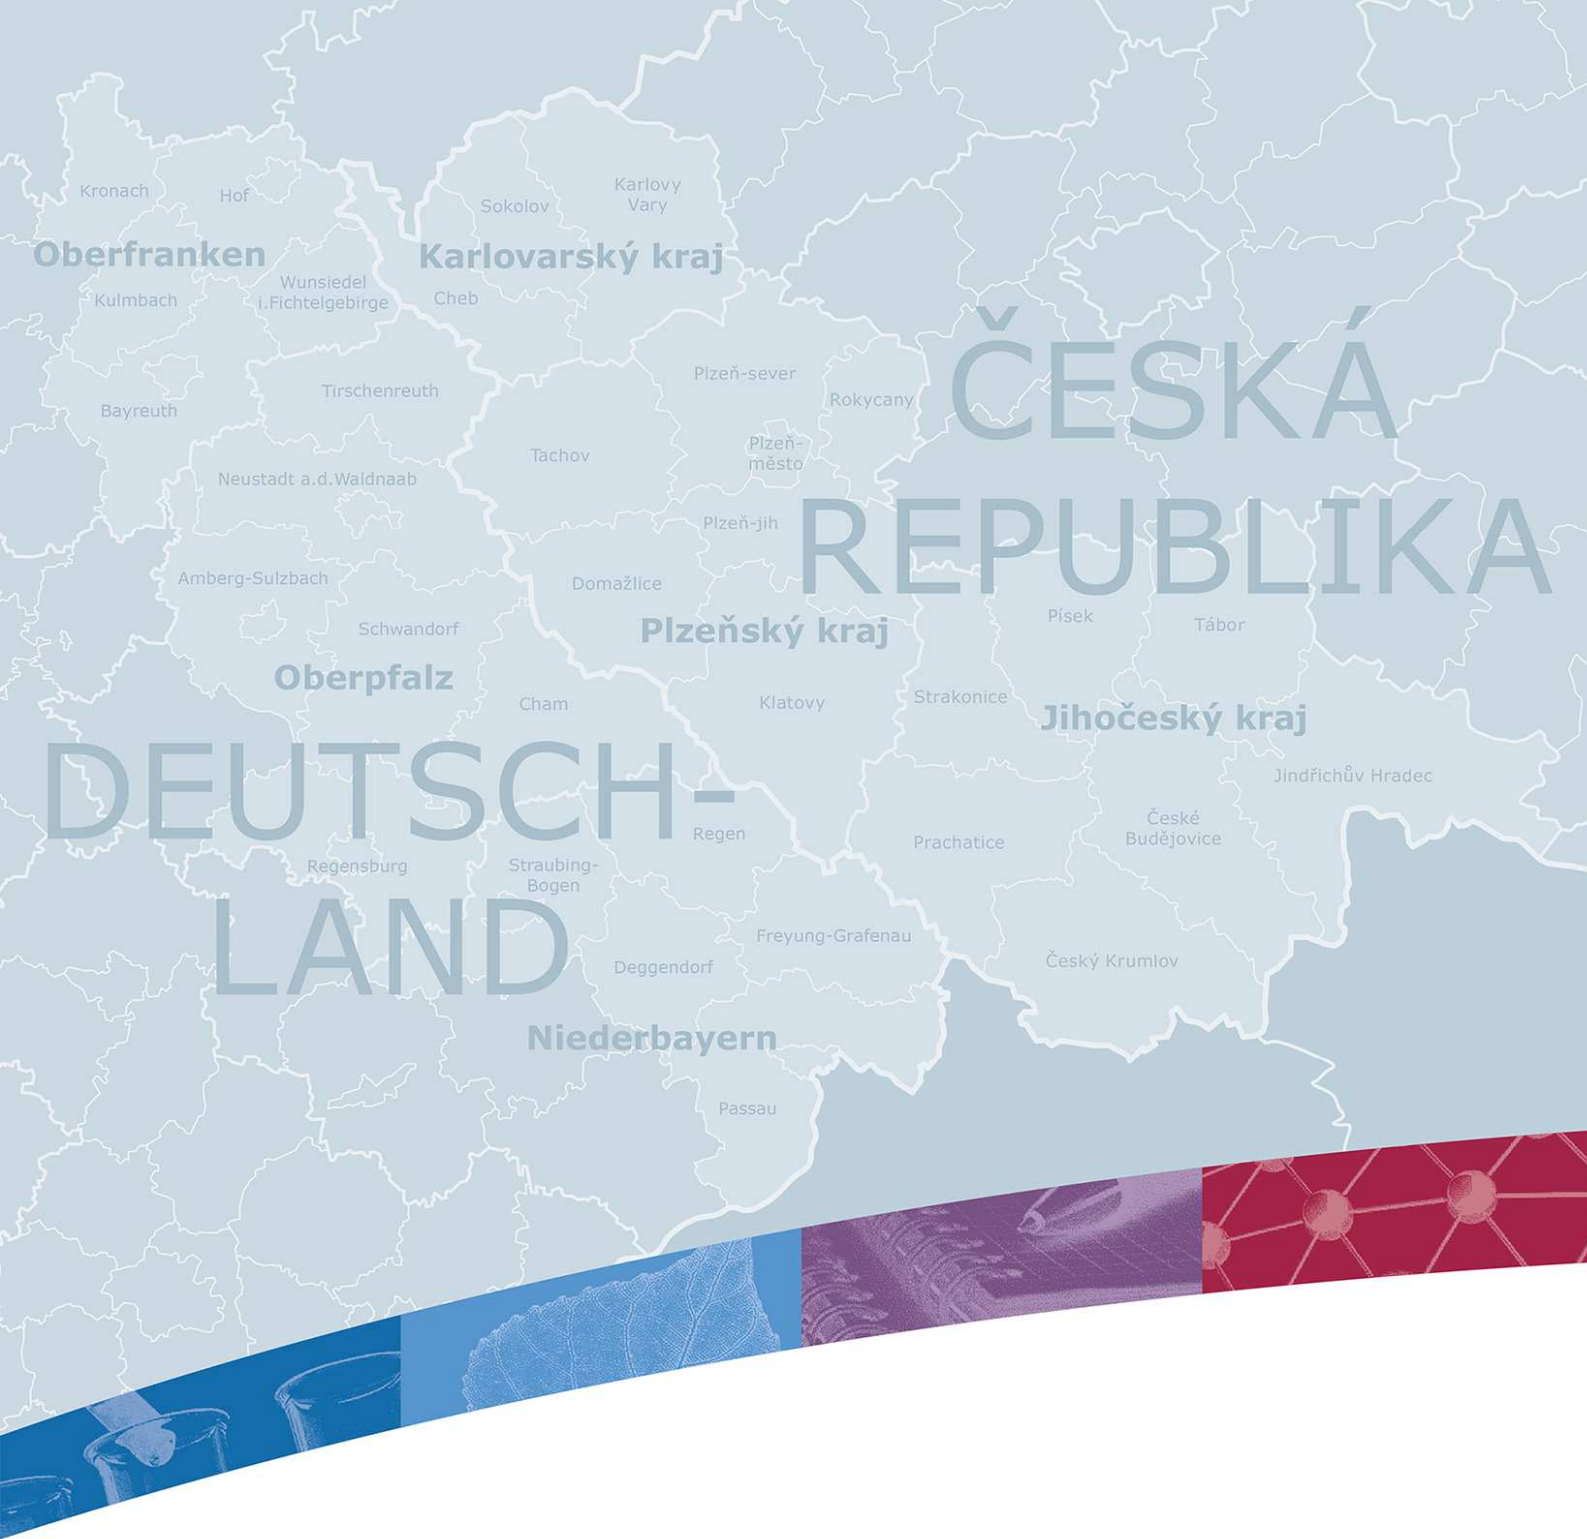 Kronach
Hof
Karlovy
Vary
Sokolov
Oberfranken
Karlovarský kraj
Wunsiedel
i.Fichtelgebirge
Kulmbach
Cheb
ČESKÁ
Plzeň-sever
Tirschenreuth
Rokycany
Bayreuth
Plzeň-
město
Tachov
Neustadt a.d.Waldnaab
Plzeň-jih
REPUBLIKA
Amberg-Sulzbach
Domažlice
Písek
Tábor
Schwandorf
Plzeňský kraj
Oberpfalz
Cham
Klatovy
Strakonice
Jihočeský kraj
DEUTSCH-
Jindřichův Hradec
Regen
České
Budějovice
Prachatice
Regensburg
Straubing-
Bogen
LAND
Freyung-Grafenau
Deggendorf
Český Krumlov
Niederbayern
Passau